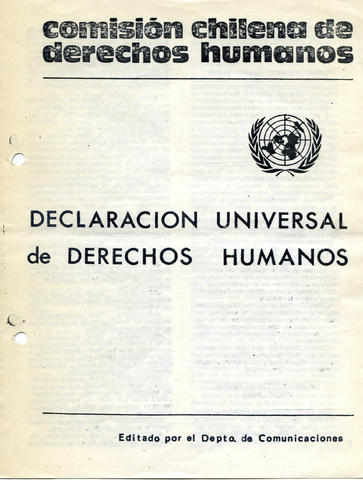 comisión chilena de
derechos humanos
DECLARACION UNIVERSAL
de DERECHOS HUMANOS
Editado por el Depto. de Comunicaciones